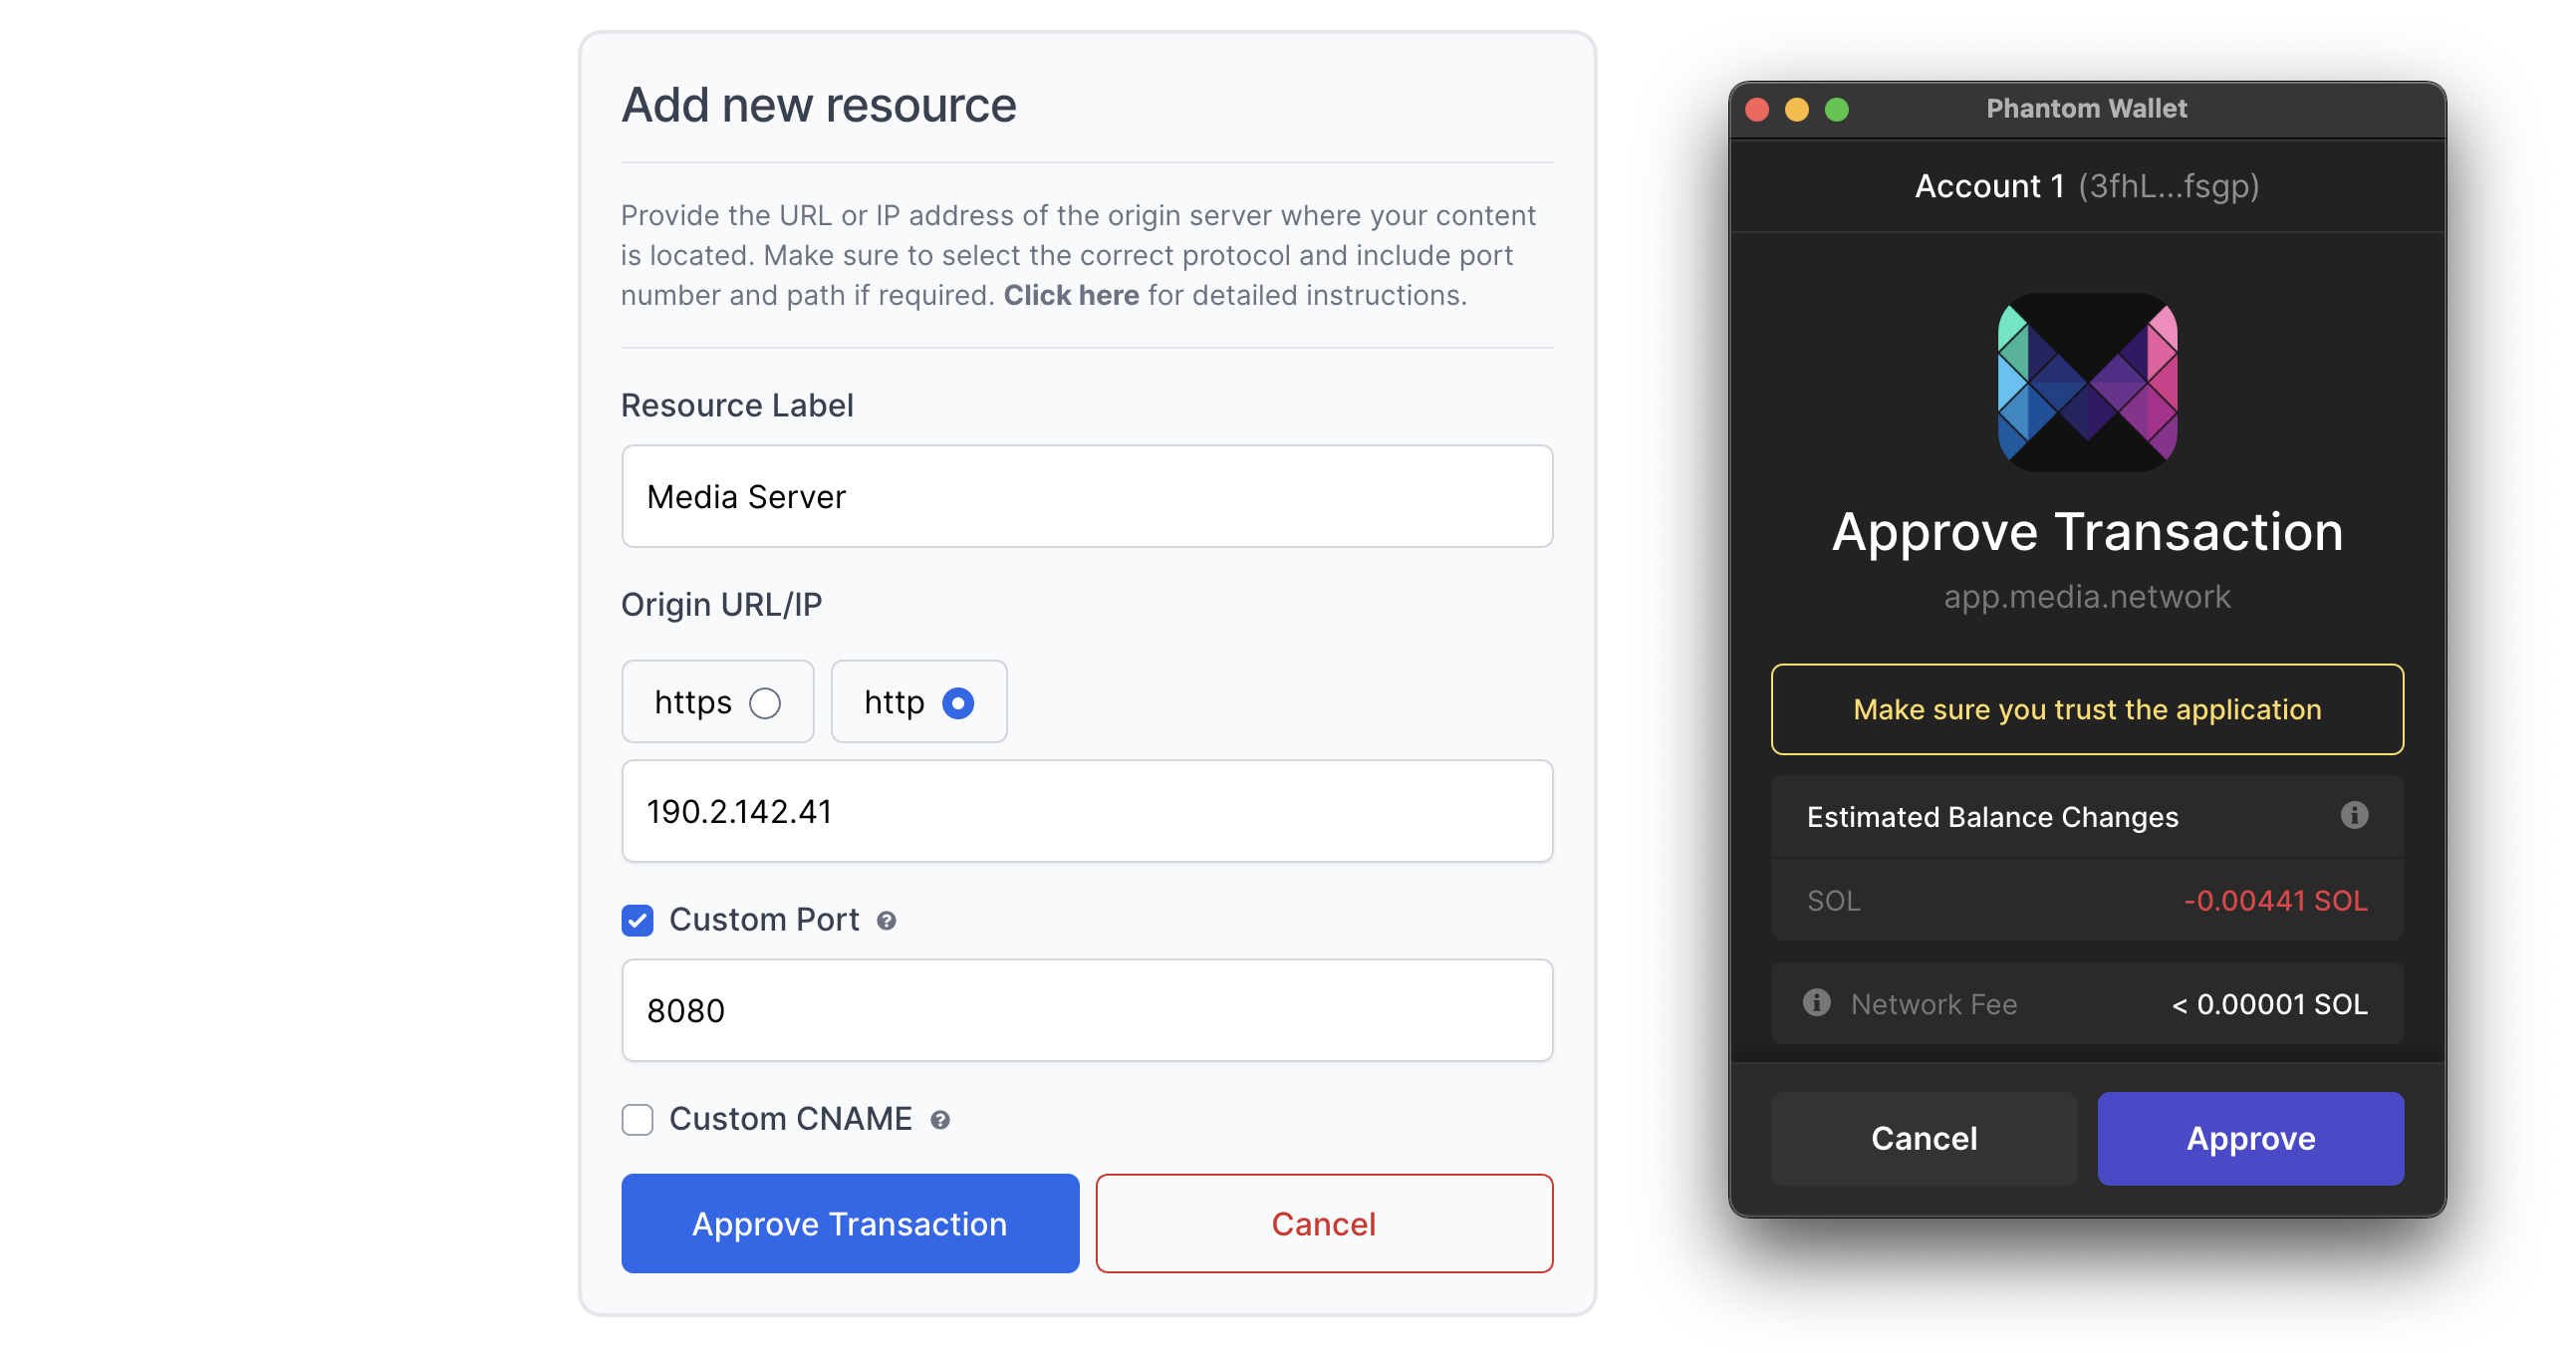 Add new resource
Provide the URL or IP address of the origin server where your content
is located. Make sure to select the correct protocol and include port
number and path if required. Click here for detailed instructions.
Resource Label
Media Server
Origin URL/IP
https
http
190.2.142.41
Custom Port
8080
Custom CNAME
Approve Transaction
Cancel
Phantom Wallet
Account 1 (3fhL...fsgp)
Approve Transaction
app.media.network
Make sure you trust the application
Estimated Balance Changes
SOL -0.00441 SOL
Network Fee < 0.00001 SOL
Cancel
Approve